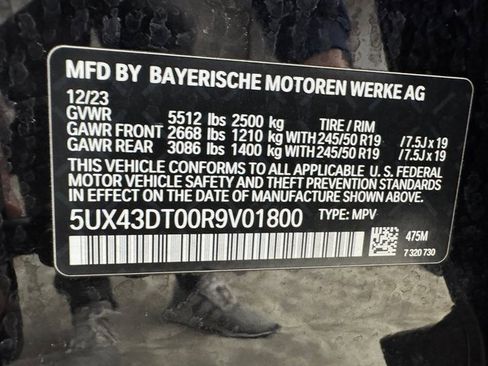 MFD BY BAYERISCHE MOTOREN WERKE AG
12/23
GVWR 5512 lbs 2500 kg TIRE / RIM
GAWR FRONT 2668 lbs 1210 kg WITH 245/50 R19 / 7.5J x 19
GAWR REAR 3086 lbs 1400 kg WITH 245/50 R19 / 7.5J x 19
THIS VEHICLE CONFORMS TO ALL APPLICABLE U. S. FEDERAL
MOTOR VEHICLE SAFETY AND THEFT PREVENTION STANDARDS
IN EFFECT ON THE DATE OF MANUFACTURE SHOWN ABOVE.
5UX43DT00R9V01800 TYPE: MPV
475M
7 320 730